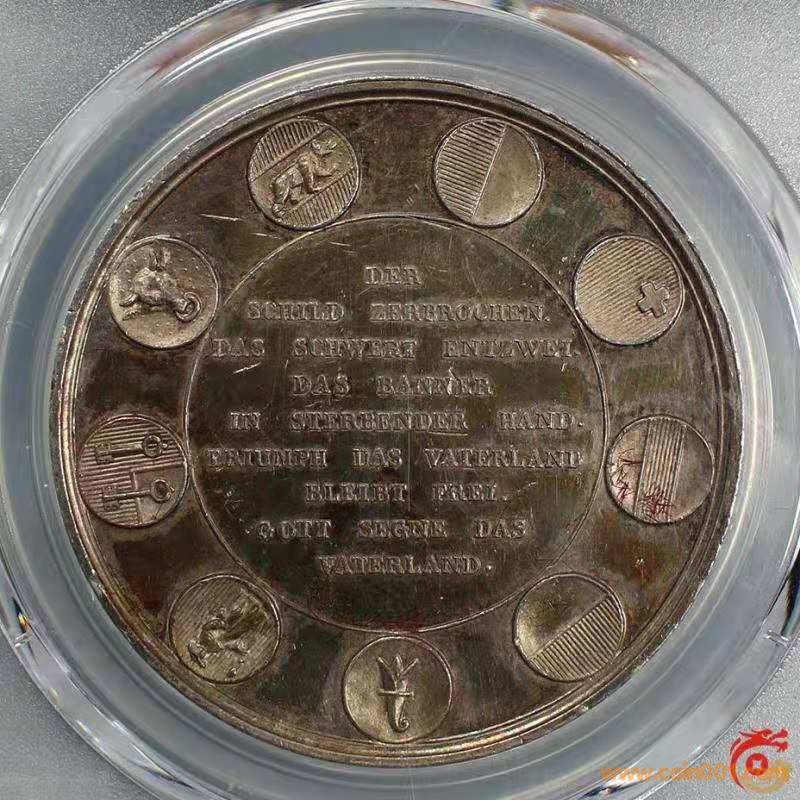 DER
SCHILD ZERBROCHEN.
DAS SCHWERT ENTZWEI.
DAS BANNER
IN STERBENDER HAND.
TRIUMPH DAS VATERLAND
BLEIBT FREI.
GOTT SEGNE DAS
VATERLAND.